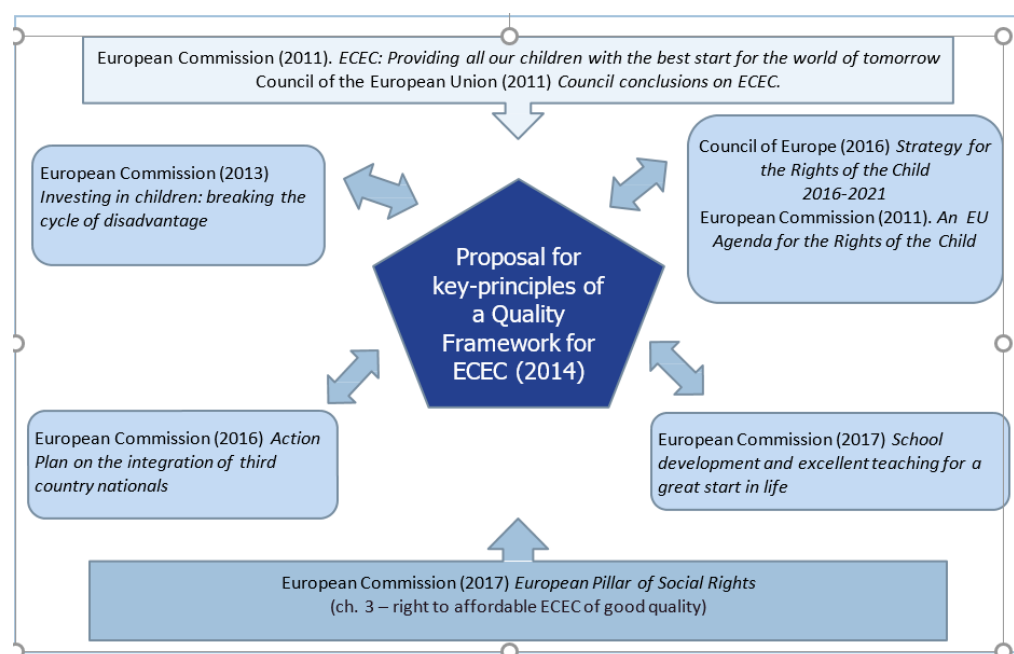 European Commission (2011). ECEC: Providing all our children with the best start for the world of tomorrow
Council of the European Union (2011) Council conclusions on ECEC.
European Commission (2013)
Investing in children: breaking the
cycle of disadvantage
Council of Europe (2016) Strategy for
the Rights of the Child
2016-2021
European Commission (2011). An EU
Agenda for the Rights of the Child
Proposal for
key-principles of
a Quality
Framework for
ECEC (2014)
European Commission (2016) Action
Plan on the integration of third
country nationals
European Commission (2017) School
development and excellent teaching for a
great start in life
European Commission (2017) European Pillar of Social Rights
(ch. 3 – right to affordable ECEC of good quality)